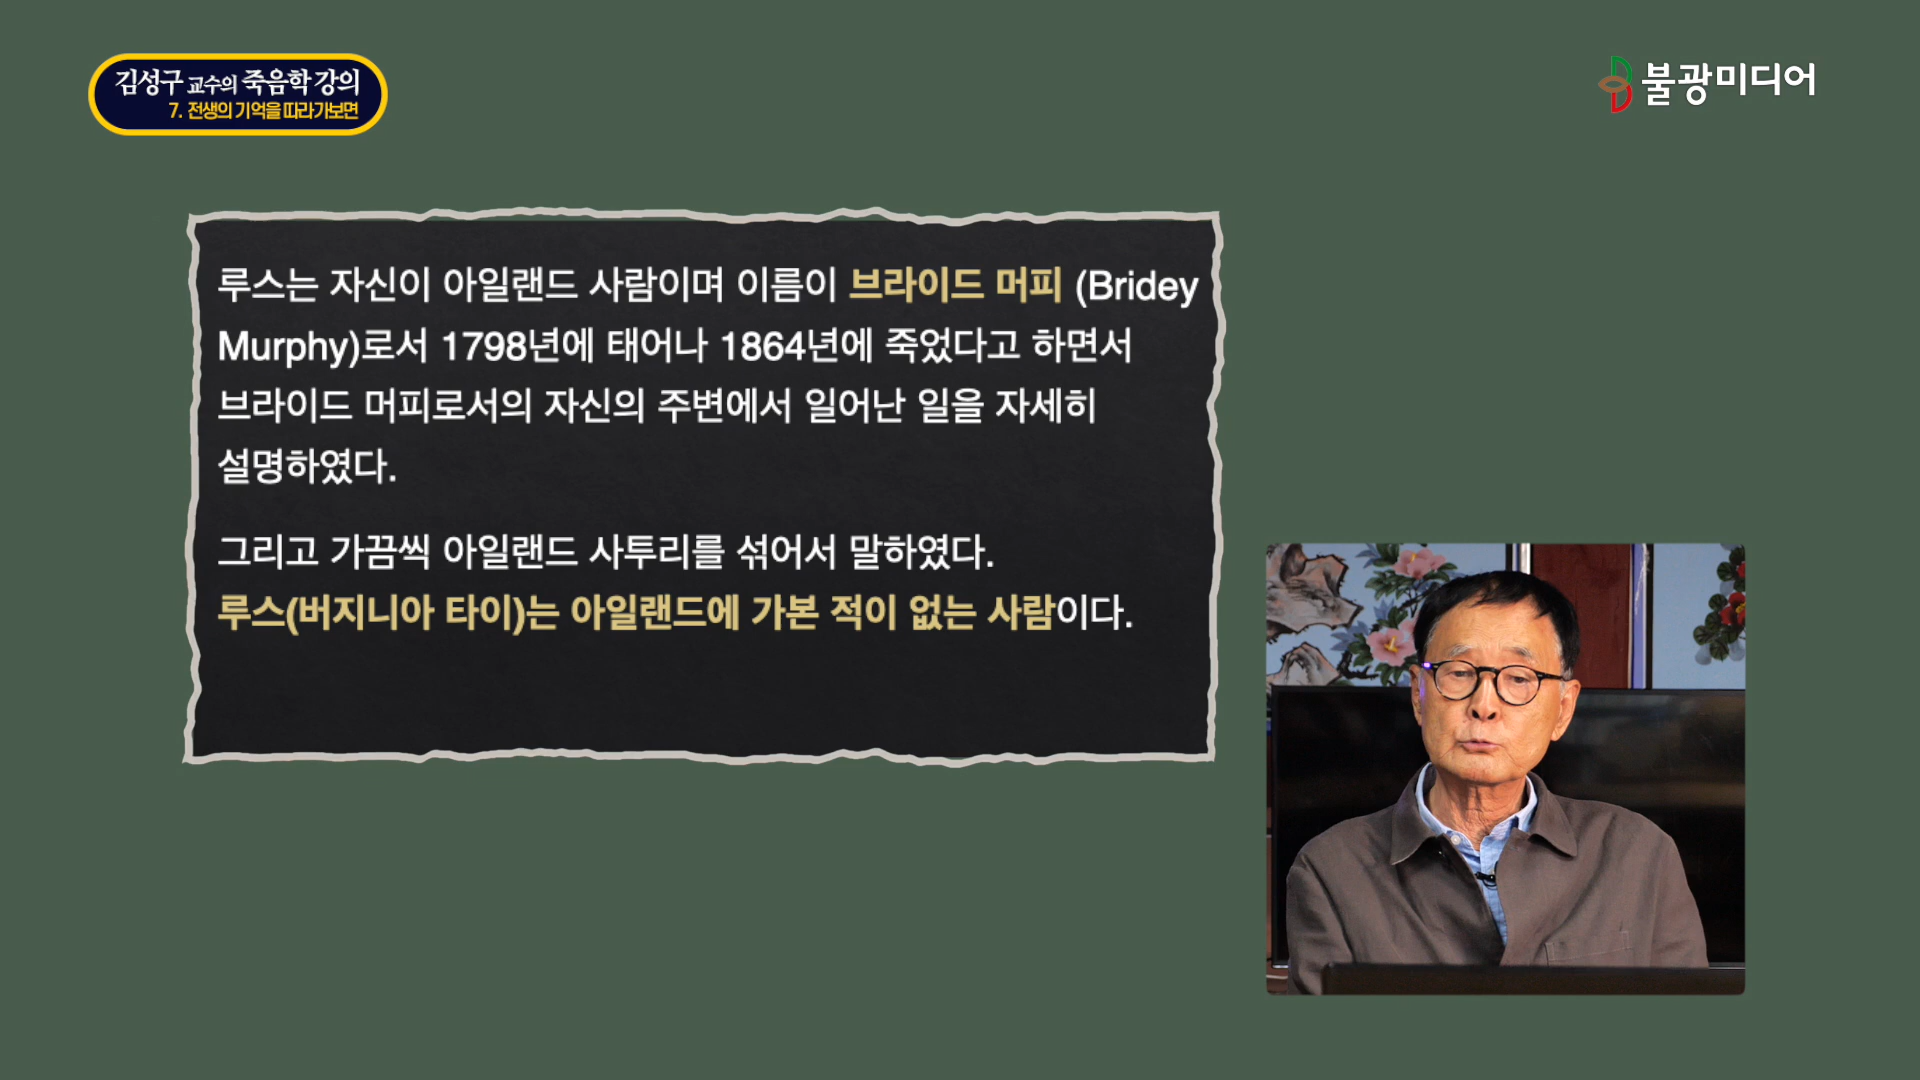 김성구 교수의 죽음학 강의
7. 전생의 기억을 따라가보면
불광미디어
루스는 자신이 아일랜드 사람이며 이름이 브라이드 머피 (Bridey
Murphy)로서 1798년에 태어나 1864년에 죽었다고 하면서
브라이드 머피로서의 자신의 주변에서 일어난 일을 자세히
설명하였다.
그리고 가끔씩 아일랜드 사투리를 섞어서 말하였다.
루스(버지니아 타이)는 아일랜드에 가본 적이 없는 사람이다.